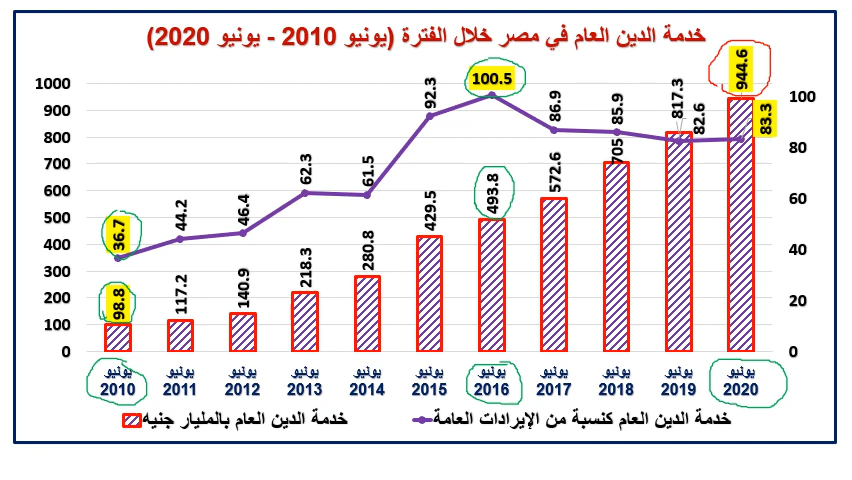 خدمة الدين العام في مصر خلال الفترة (يونيو 2010 - يونيو 2020)
1000
900
800
700
600
500
400
300
200
100
0
100
80
60
40
20
0
36.7
44.2
46.4
62.3
61.5
92.3
100.5
86.9
85.9
82.6
83.3
98.8
117.2
140.9
218.3
280.8
429.5
493.8
572.6
705
817.3
944.6
يونيو 2010
يونيو 2011
يونيو 2012
يونيو 2013
يونيو 2014
يونيو 2015
يونيو 2016
يونيو 2017
يونيو 2018
يونيو 2019
يونيو 2020
خدمة الدين العام كنسبة من الإيرادات العامة
خدمة الدين العام بالمليار جنيه